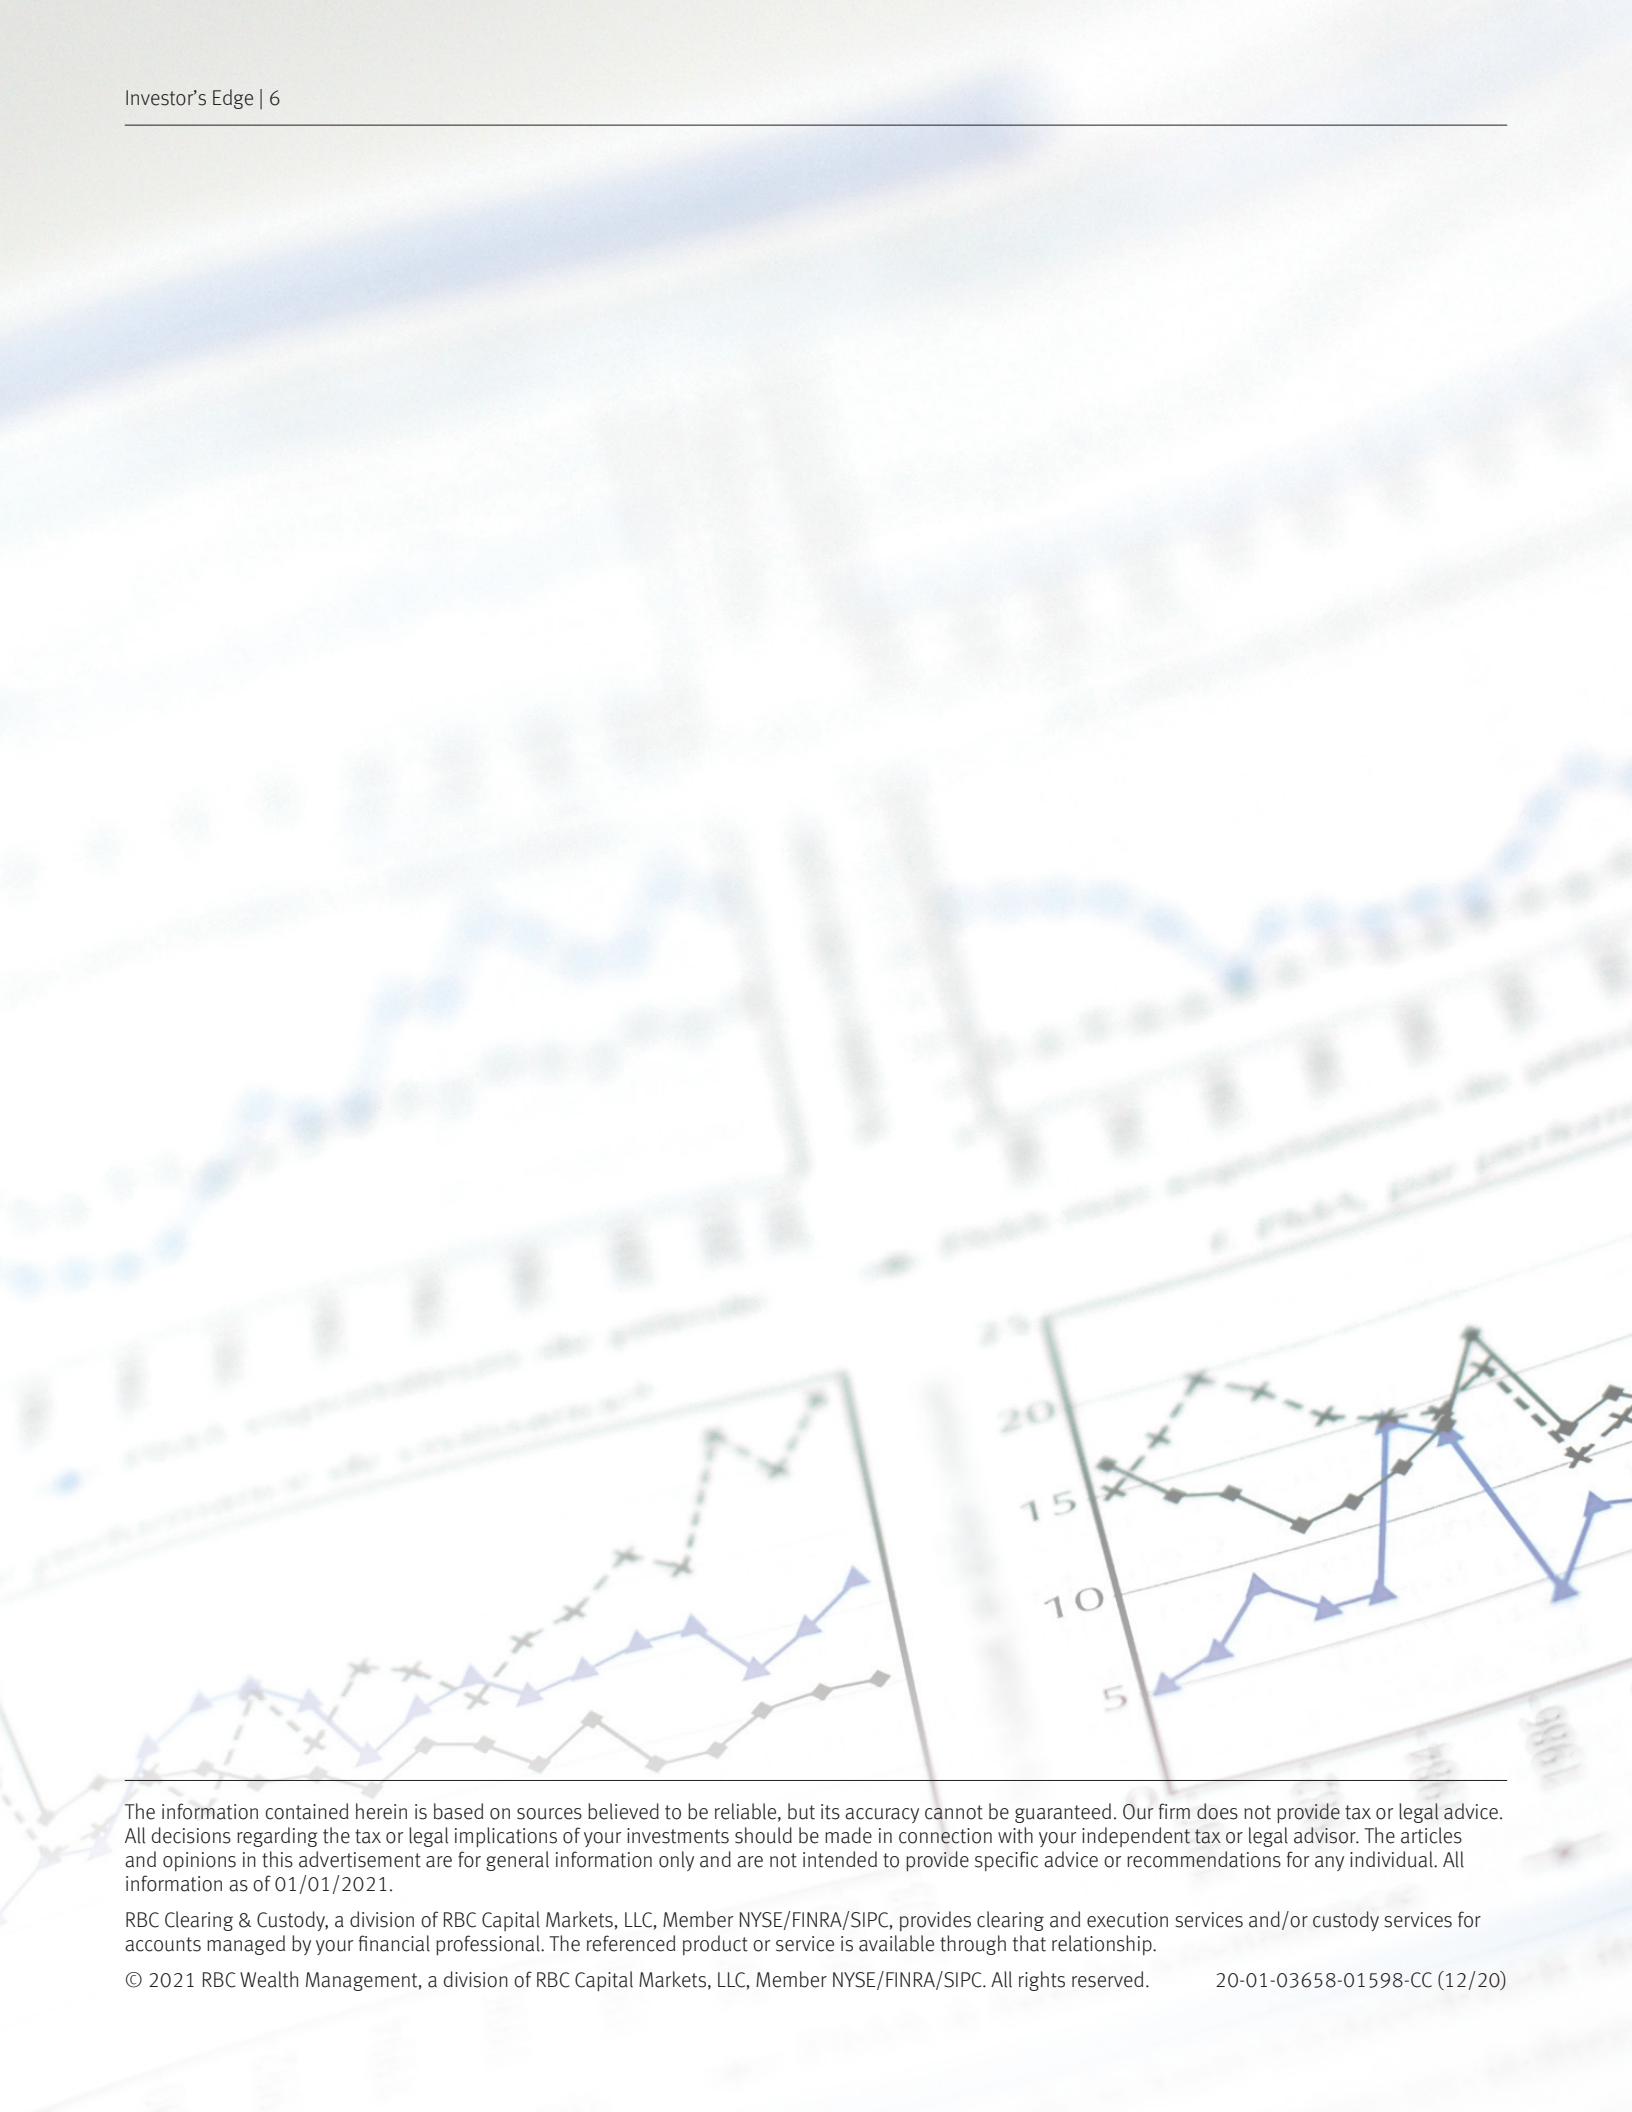 Investor's Edge | 6
25
20
15
10
5
0
1984
1986
The information contained herein is based on sources believed to be reliable, but its accuracy cannot be guaranteed. Our firm does not provide tax or legal advice.
All decisions regarding the tax or legal implications of your investments should be made in connection with your independent tax or legal advisor. The articles
and opinions in this advertisement are for general information only and are not intended to provide specific advice or recommendations for any individual. All
information as of 01/01/2021.
RBC Clearing & Custody, a division of RBC Capital Markets, LLC, Member NYSE/FINRA/SIPC, provides clearing and execution services and/or custody services for
accounts managed by your financial professional. The referenced product or service is available through that relationship.
© 2021 RBC Wealth Management, a division of RBC Capital Markets, LLC, Member NYSE/FINRA/SIPC. All rights reserved. 20-01-03658-01598-CC (12/20)